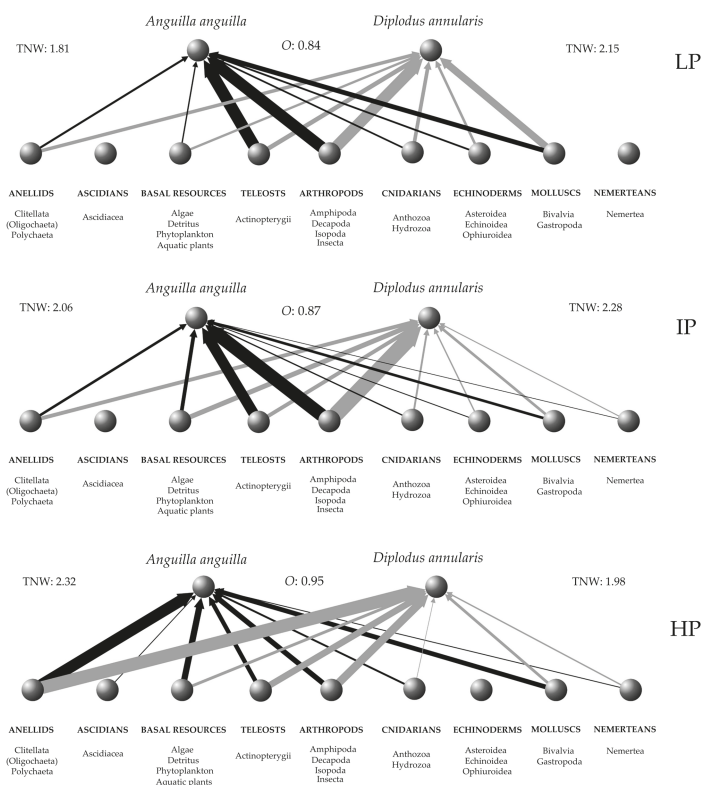 Anguilla anguilla Diplodus annularis
TNW: 1.81 O: 0.84 TNW: 2.15
LP
ANELLIDS ASCIDIANS BASAL RESOURCES TELEOSTS ARTHROPODS CNIDARIANS ECHINODERMS MOLLUSCS NEMERTEANS
Clitellata
(Oligochaeta)
Polychaeta
Ascidiacea
Algae
Detritus
Phytoplankton
Aquatic plants
Actinopterygii
Amphipoda
Decapoda
Isopoda
Insecta
Anthozoa
Hydrozoa
Asteroidea
Echinoidea
Ophiuroidea
Bivalvia
Gastropoda
Nemertea
Anguilla anguilla Diplodus annularis
TNW: 2.06 O: 0.87 TNW: 2.28
IP
ANELLIDS ASCIDIANS BASAL RESOURCES TELEOSTS ARTHROPODS CNIDARIANS ECHINODERMS MOLLUSCS NEMERTEANS
Clitellata
(Oligochaeta)
Polychaeta
Ascidiacea
Algae
Detritus
Phytoplankton
Aquatic plants
Actinopterygii
Amphipoda
Decapoda
Isopoda
Insecta
Anthozoa
Hydrozoa
Asteroidea
Echinoidea
Ophiuroidea
Bivalvia
Gastropoda
Nemertea
Anguilla anguilla Diplodus annularis
TNW: 2.32 O: 0.95 TNW: 1.98
HP
ANELLIDS ASCIDIANS BASAL RESOURCES TELEOSTS ARTHROPODS CNIDARIANS ECHINODERMS MOLLUSCS NEMERTEANS
Clitellata
(Oligochaeta)
Polychaeta
Ascidiacea
Algae
Detritus
Phytoplankton
Aquatic plants
Actinopterygii
Amphipoda
Decapoda
Isopoda
Insecta
Anthozoa
Hydrozoa
Asteroidea
Echinoidea
Ophiuroidea
Bivalvia
Gastropoda
Nemertea